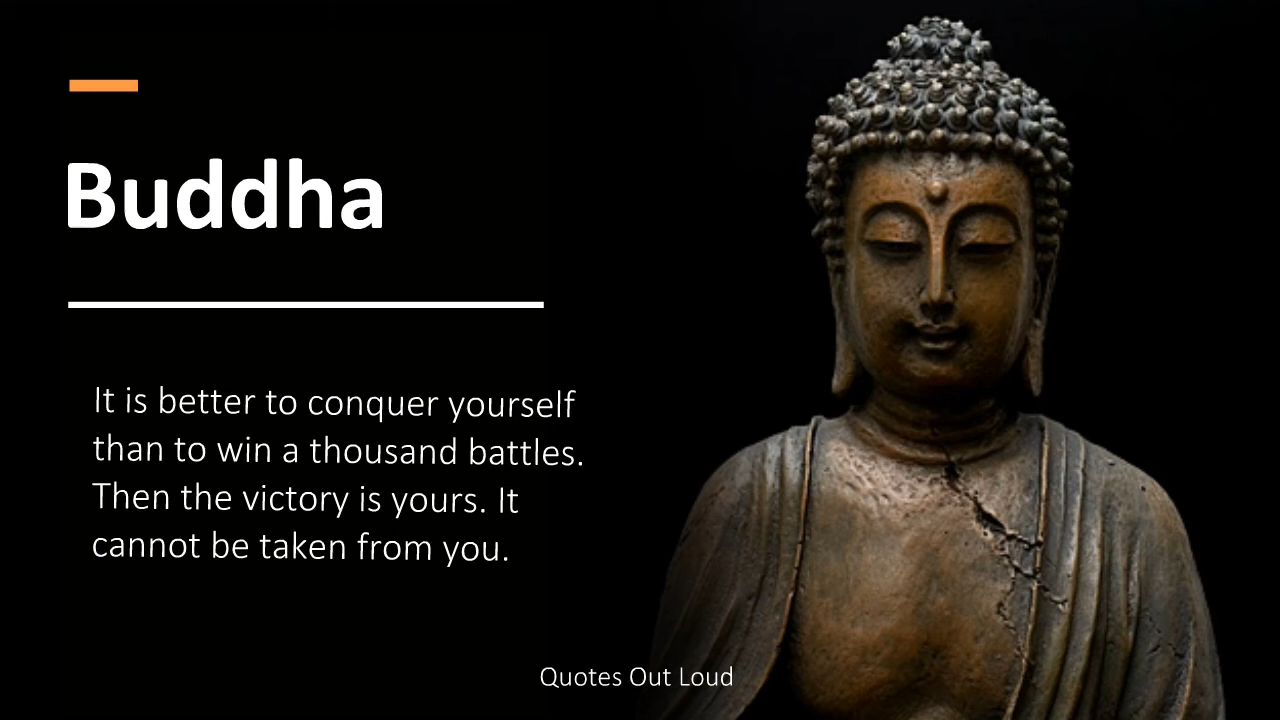 Buddha
It is better to conquer yourself
than to win a thousand battles.
Then the victory is yours. It
cannot be taken from you.
Quotes Out Loud